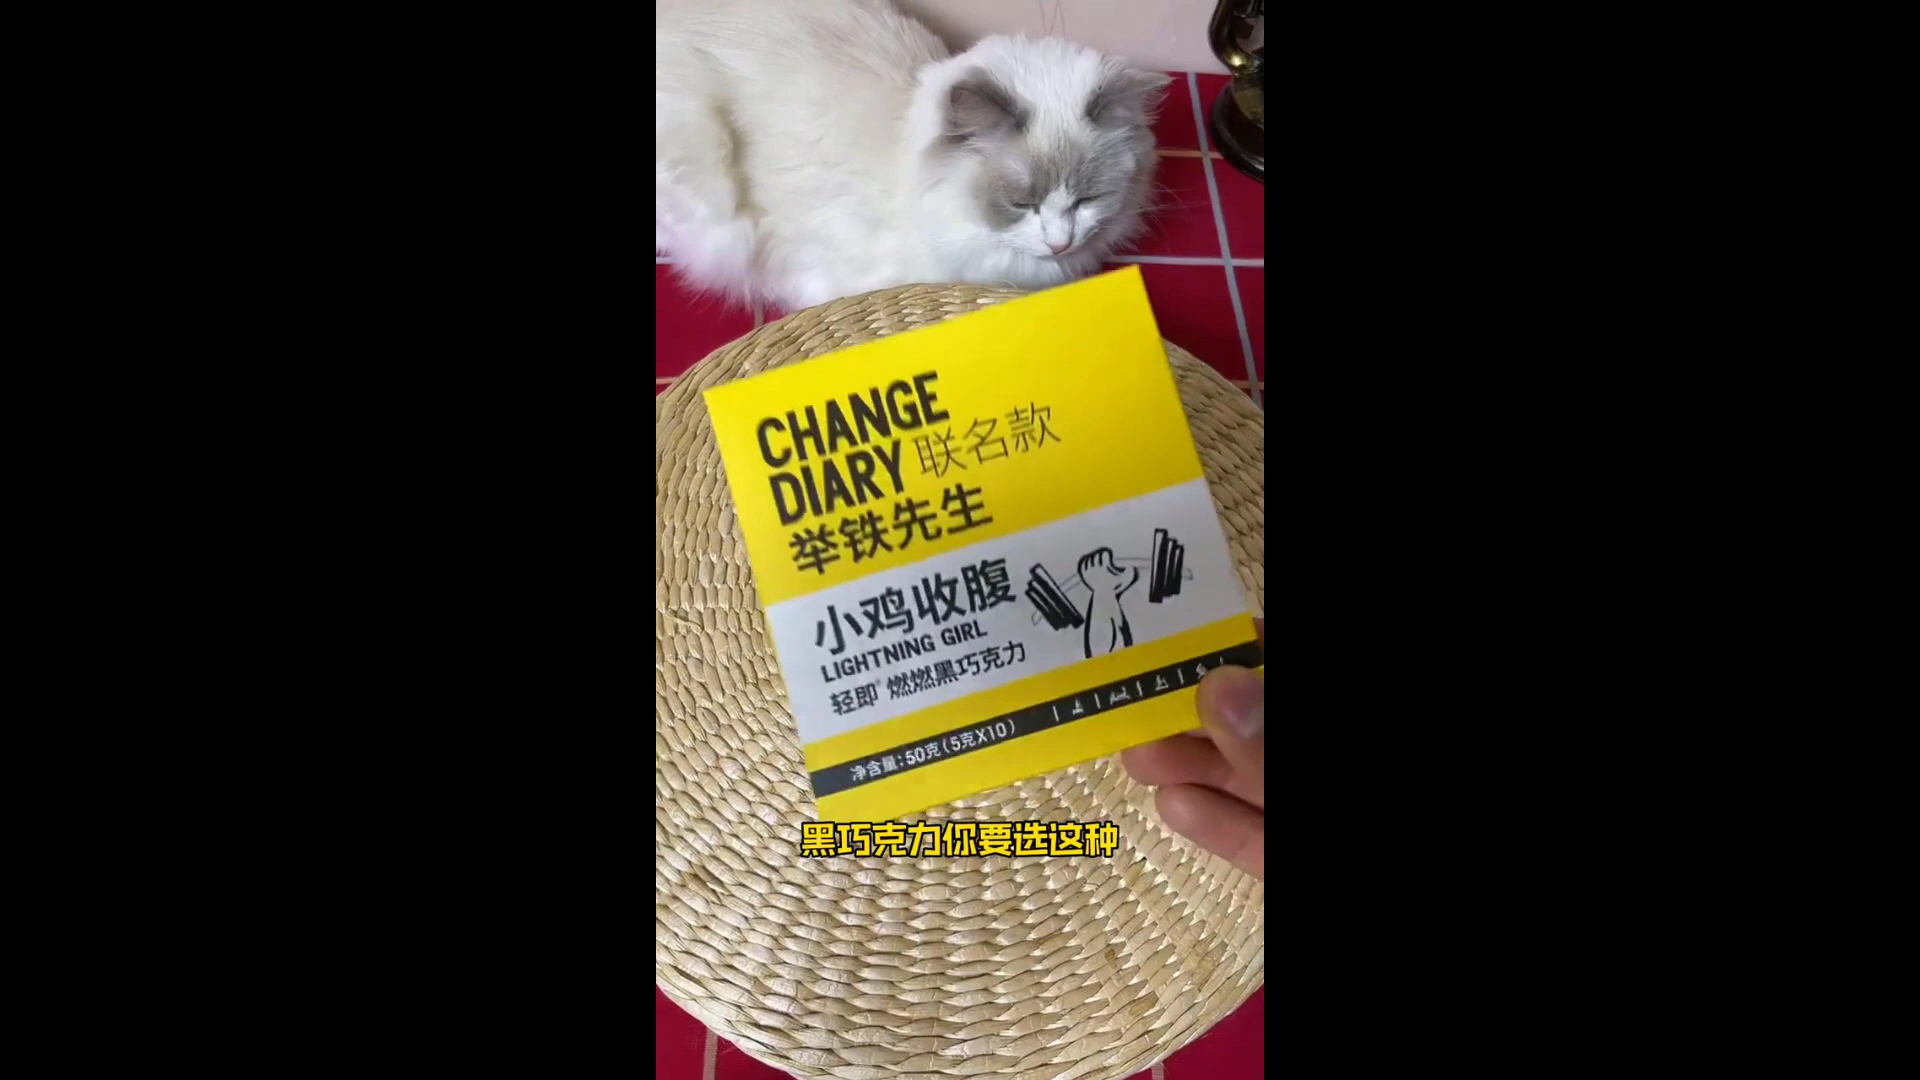 CHANGE
DIARY 联名款
举铁先生
小鸡收腹
LIGHTNING GIRL
轻即® 燃燃黑巧克力
净含量:50克(5克X10)
黑巧克力你要选这种